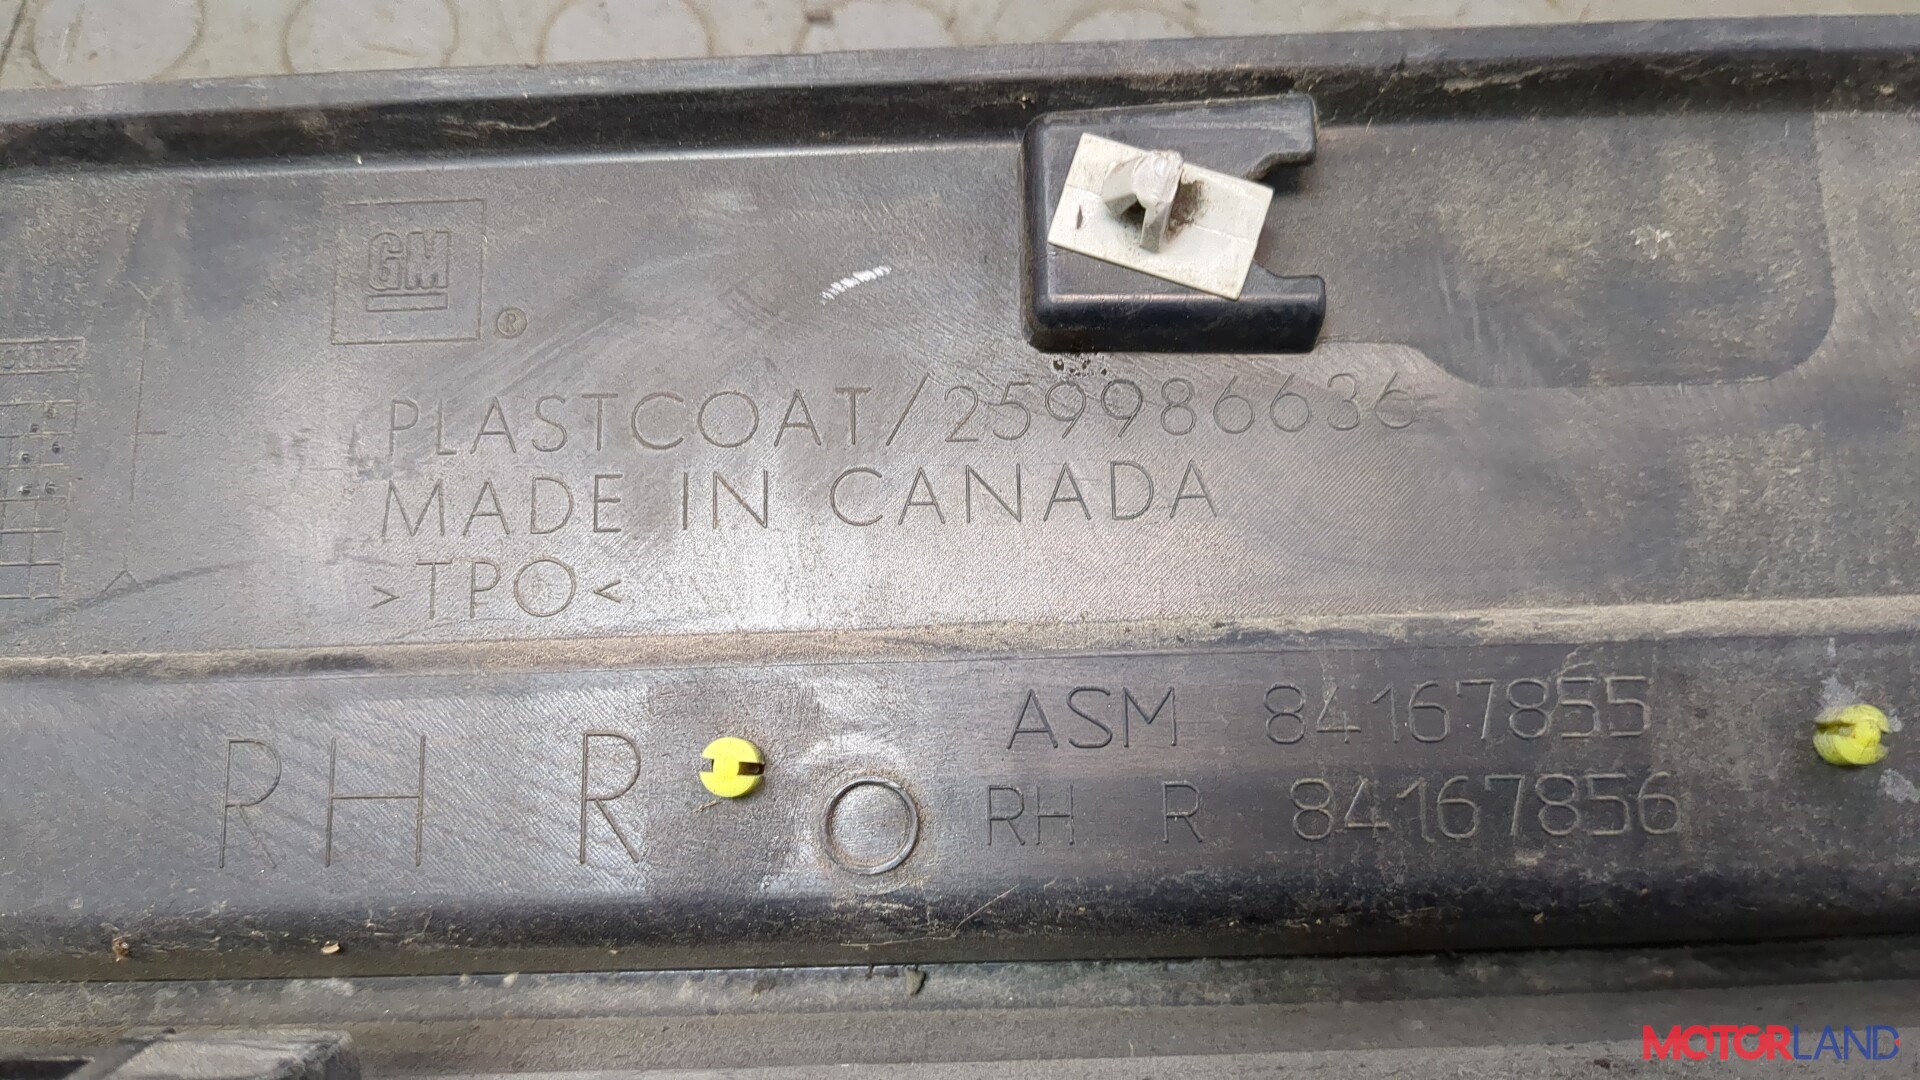 GM
®
PLASTCOAT/259986636
MADE IN CANADA
>TPO<
ASM 84167855
RH R
RH R 84167856
MOTORLAND